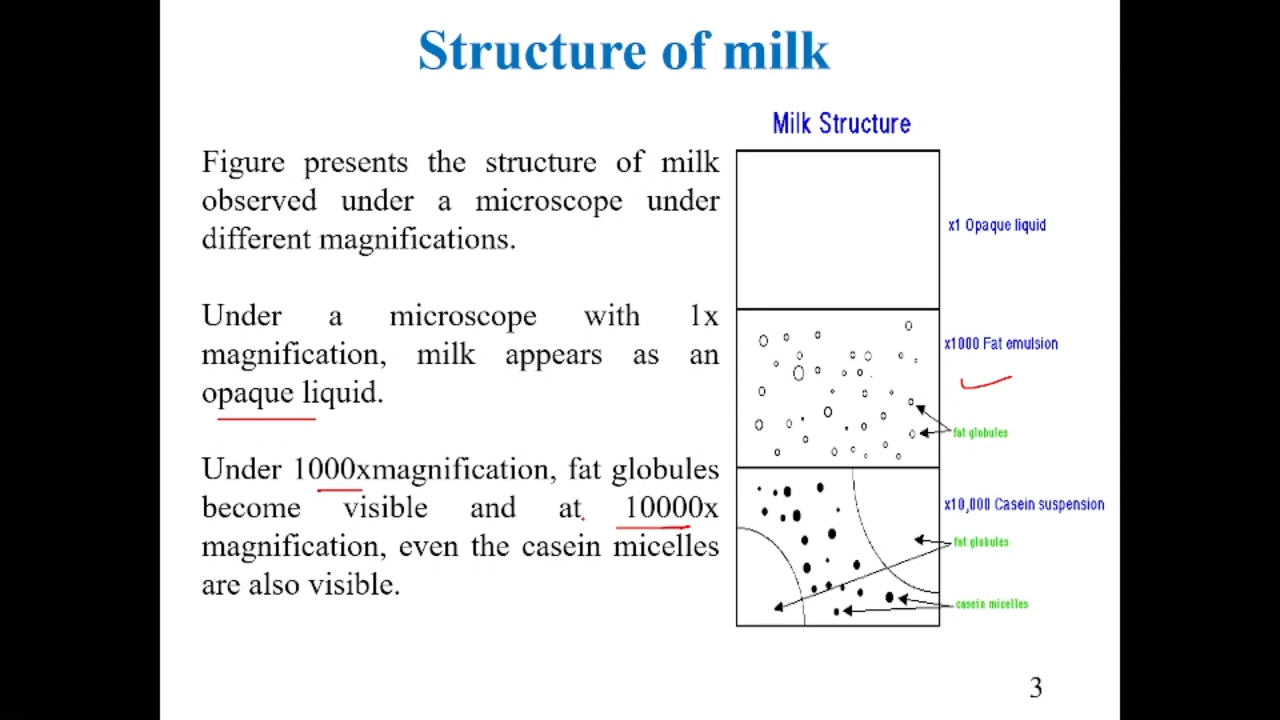 Structure of milk
Figure presents the structure of milk
observed under a microscope under
different magnifications.
Under a microscope with 1x
magnification, milk appears as an
opaque liquid.
Under 1000xmagnification, fat globules
become visible and at 10000x
magnification, even the casein micelles
are also visible.
Milk Structure
x1 Opaque liquid
x1000 Fat emulsion
fat globules
x10,000 Casein suspension
fat globules
casein micelles
3